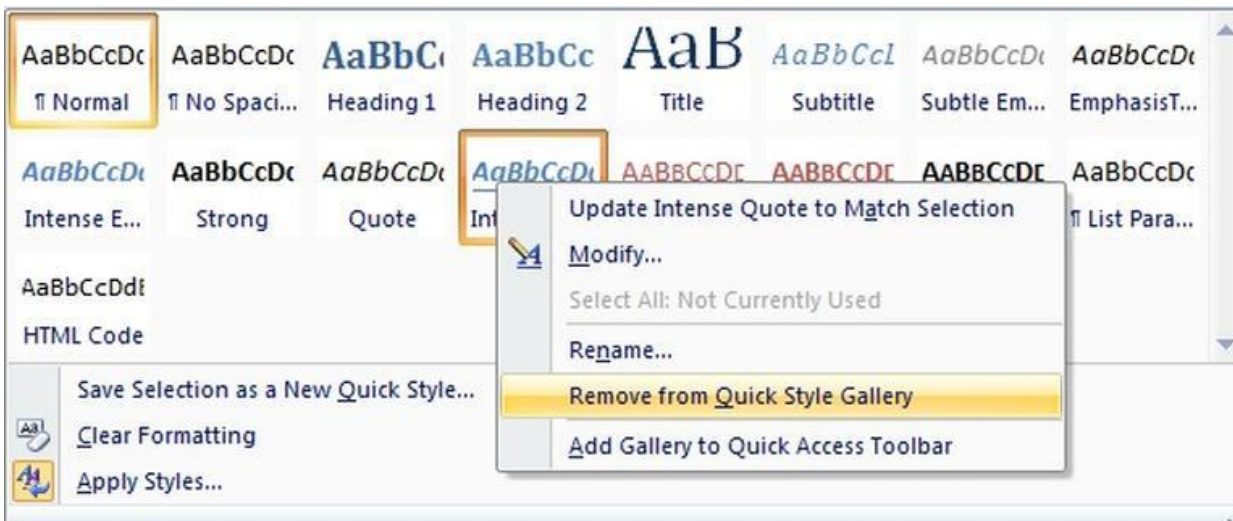 AaBbCcDc AaBbCcDc AaBbC AaBbCc AaB AaBbCcL AaBbCcDc AaBbCcDc
¶ Normal ¶ No Spaci... Heading 1 Heading 2 Title Subtitle Subtle Em... EmphasisT...
AaBbCcDc AaBbCcDc AaBbCcDc AaBbCcDc AABBCCDE AABBCCDE AABBCCDE AaBbCcDc
Intense E... Strong Quote Int ¶ List Para...
AaBbCcDdE
HTML Code
Update Intense Quote to Match Selection
Modify...
Select All: Not Currently Used
Rename...
Remove from Quick Style Gallery
Add Gallery to Quick Access Toolbar
Save Selection as a New Quick Style...
Clear Formatting
Apply Styles...